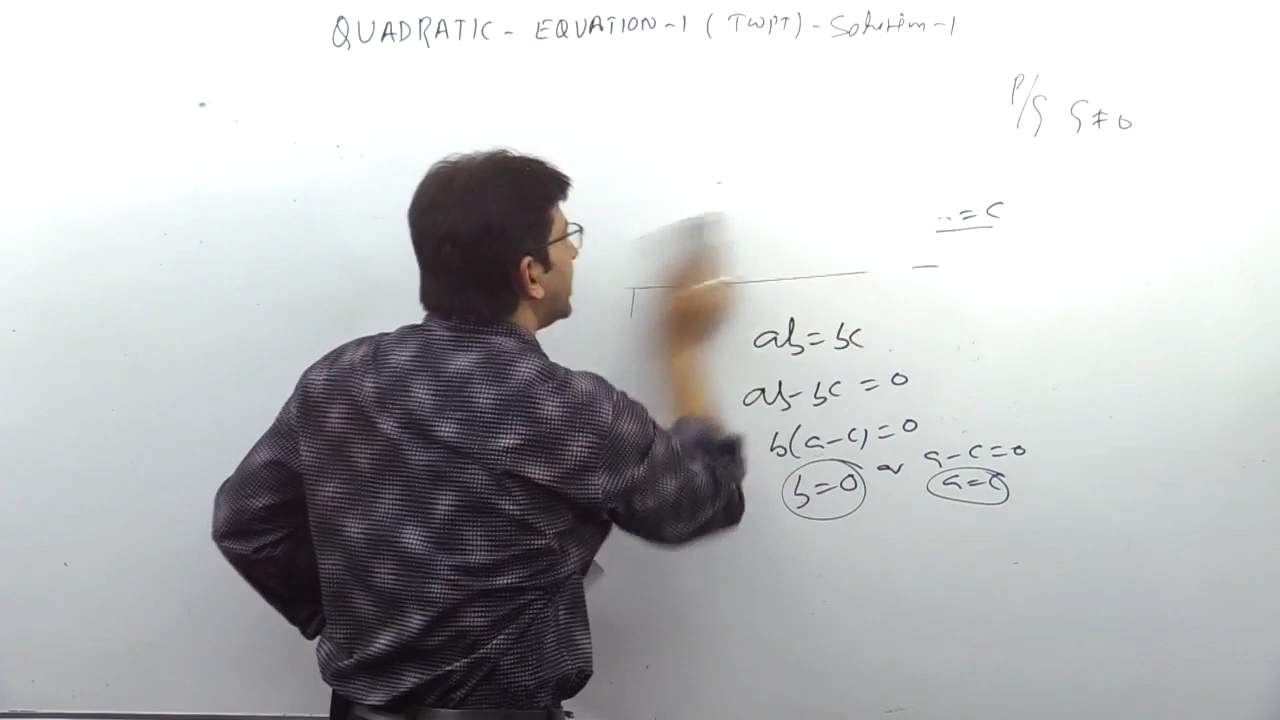 QUADRATIC - EQUATION-1 (TWPT) - Solution-1
P/q q≠0
=c
ab=bc
ab-bc=0
b(a-c)=0
b=0 or a-c=0
a=c